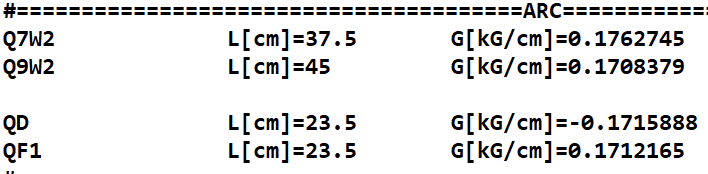 #=======================================ARC===========
Q7W2 L[cm]=37.5 G[kG/cm]=0.1762745
Q9W2 L[cm]=45 G[kG/cm]=0.1708379
QD L[cm]=23.5 G[kG/cm]=-0.1715888
QF1 L[cm]=23.5 G[kG/cm]=0.1712165